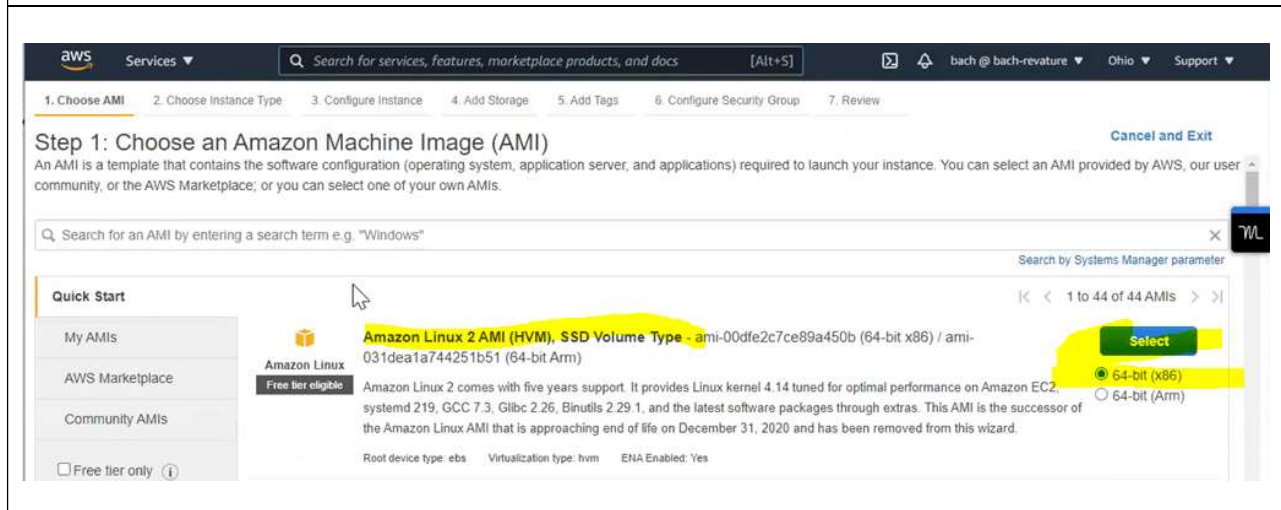 aws Services ▼ Search for services, features, marketplace products, and docs [Alt+S] bach @ bach-revature ▼ Ohio ▼ Support ▼
1. Choose AMI 2. Choose Instance Type 3. Configure Instance 4. Add Storage 5. Add Tags 6. Configure Security Group 7. Review
Step 1: Choose an Amazon Machine Image (AMI)
Cancel and Exit
An AMI is a template that contains the software configuration (operating system, application server, and applications) required to launch your instance. You can select an AMI provided by AWS, our user
community, or the AWS Marketplace; or you can select one of your own AMIs.
Search for an AMI by entering a search term e.g. "Windows"
Search by Systems Manager parameter
Quick Start
1 to 44 of 44 AMIs
My AMIs
AWS Marketplace
Community AMIs
Free tier only
Amazon Linux
Free tier eligible
Amazon Linux 2 AMI (HVM), SSD Volume Type - ami-00dfe2c7ce89a450b (64-bit x86) / ami-
031dea1a744251b51 (64-bit Arm)
Amazon Linux 2 comes with five years support. It provides Linux kernel 4.14 tuned for optimal performance on Amazon EC2,
systemd 219, GCC 7.3, Glibc 2.26, Binutils 2.29.1, and the latest software packages through extras. This AMI is the successor of
the Amazon Linux AMI that is approaching end of life on December 31, 2020 and has been removed from this wizard.
Root device type: ebs Virtualization type: hvm ENA Enabled: Yes
Select
64-bit (x86)
64-bit (Arm)